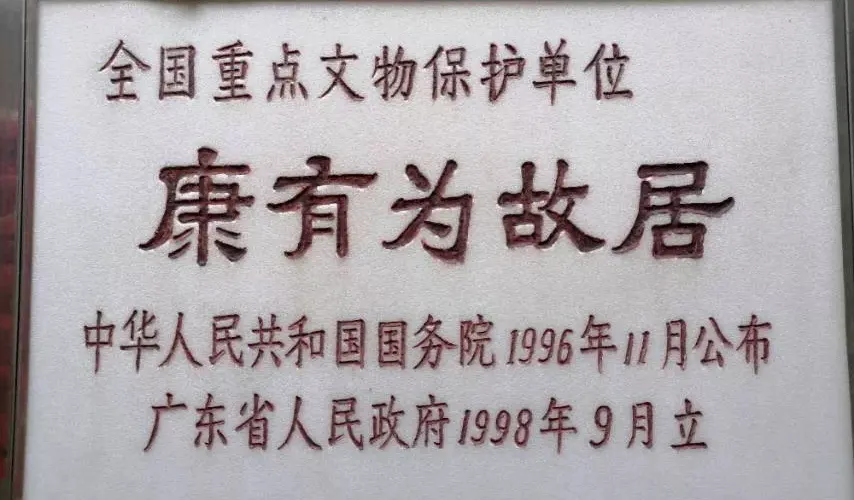 全国重点文物保护单位
康有为故居
中华人民共和国国务院1996年11月公布
广东省人民政府1998年9月立